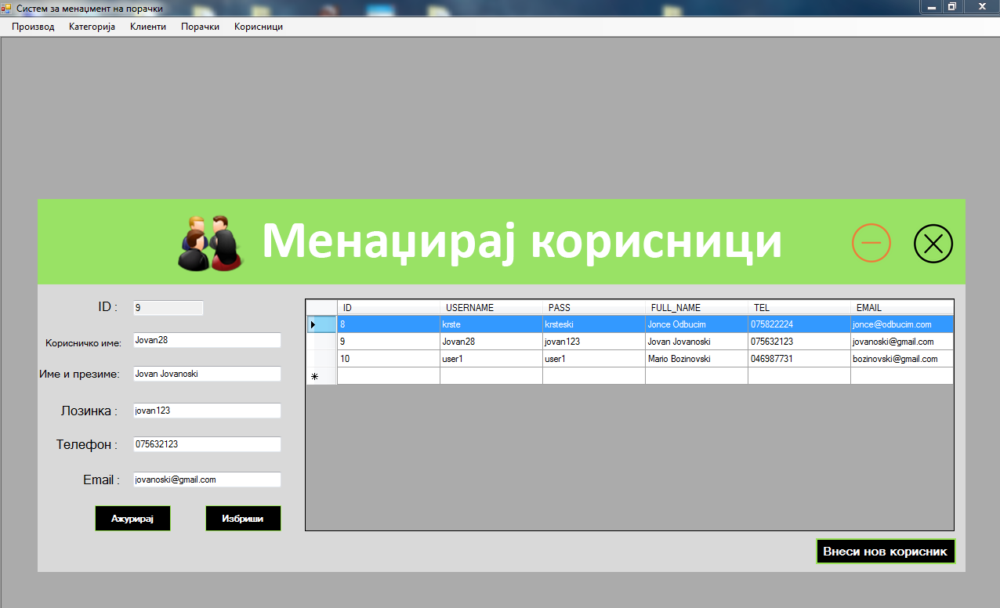 Систем за менаџмент на порачки
Производ Категорија Клиенти Порачки Корисници
Менаџирај корисници
ID : 9
Корисничко име: Jovan28
Име и презиме: Jovan Jovanoski
Лозинка : jovan123
Телефон : 075632123
Email : jovanoski@gmail.com
Ажурирај Избриши
ID USERNAME PASS FULL_NAME TEL EMAIL
8 krste krsteski Jonce Odbucim 075822224 jonce@odbucim.com
9 Jovan28 jovan123 Jovan Jovanoski 075632123 jovanoski@gmail.com
10 user1 user1 Mario Bozinovski 046987731 bozinovski@gmail.com
Внеси нов корисник